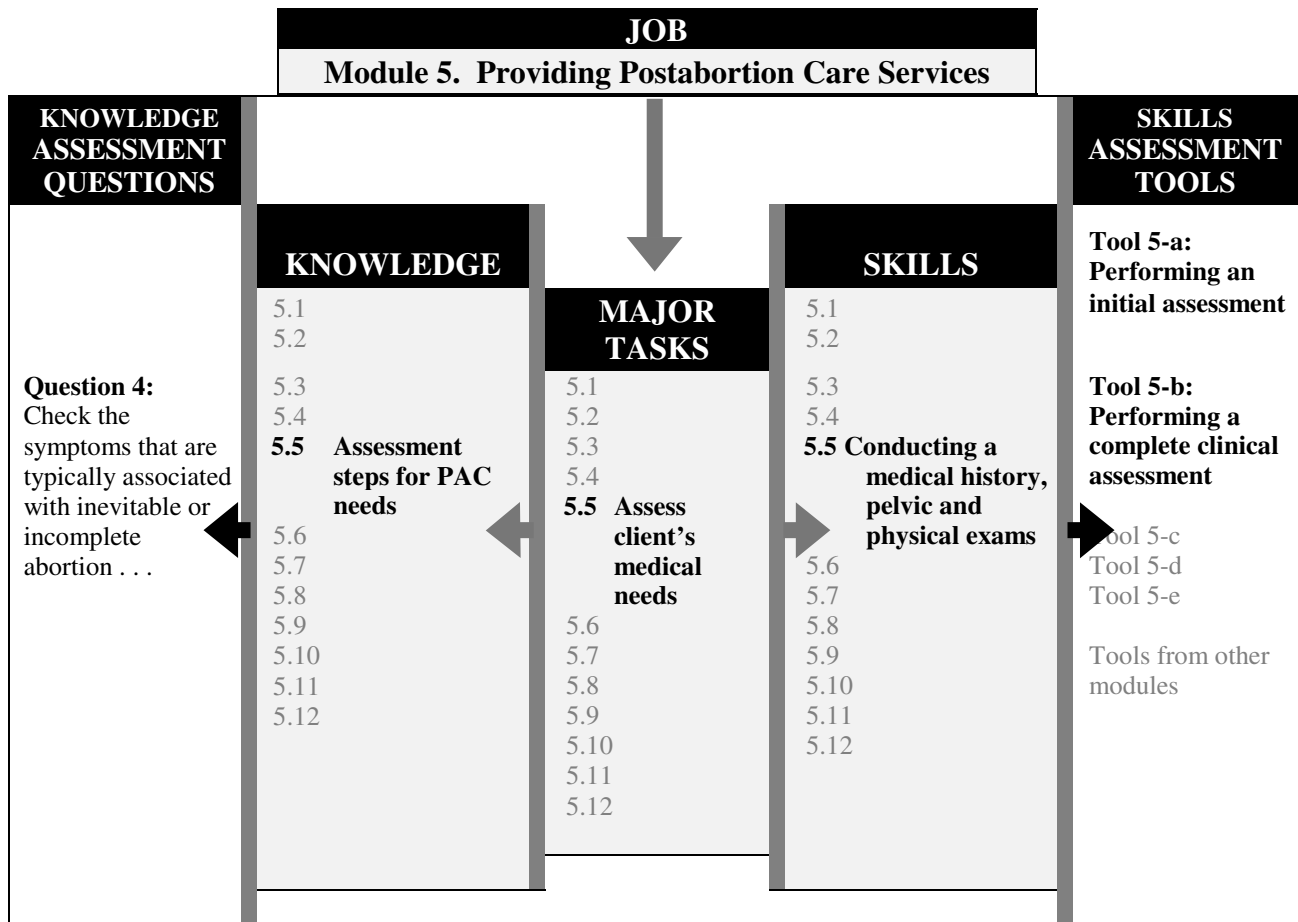 JOB
Module 5. Providing Postabortion Care Services
KNOWLEDGE
ASSESSMENT
QUESTIONS
Question 4:
Check the
symptoms that are
typically associated
with inevitable or
incomplete
abortion . . .
KNOWLEDGE
5.1
5.2
5.3
5.4
5.5 Assessment
steps for PAC
needs
5.6
5.7
5.8
5.9
5.10
5.11
5.12
MAJOR
TASKS
5.1
5.2
5.3
5.4
5.5 Assess
client's
medical
needs
5.6
5.7
5.8
5.9
5.10
5.11
5.12
SKILLS
5.1
5.2
5.3
5.4
5.5 Conducting a
medical history,
pelvic and
physical exams
5.6
5.7
5.8
5.9
5.10
5.11
5.12
SKILLS
ASSESSMENT
TOOLS
Tool 5-a:
Performing an
initial assessment
Tool 5-b:
Performing a
complete clinical
assessment
Tool 5-c
Tool 5-d
Tool 5-e
Tools from other
modules